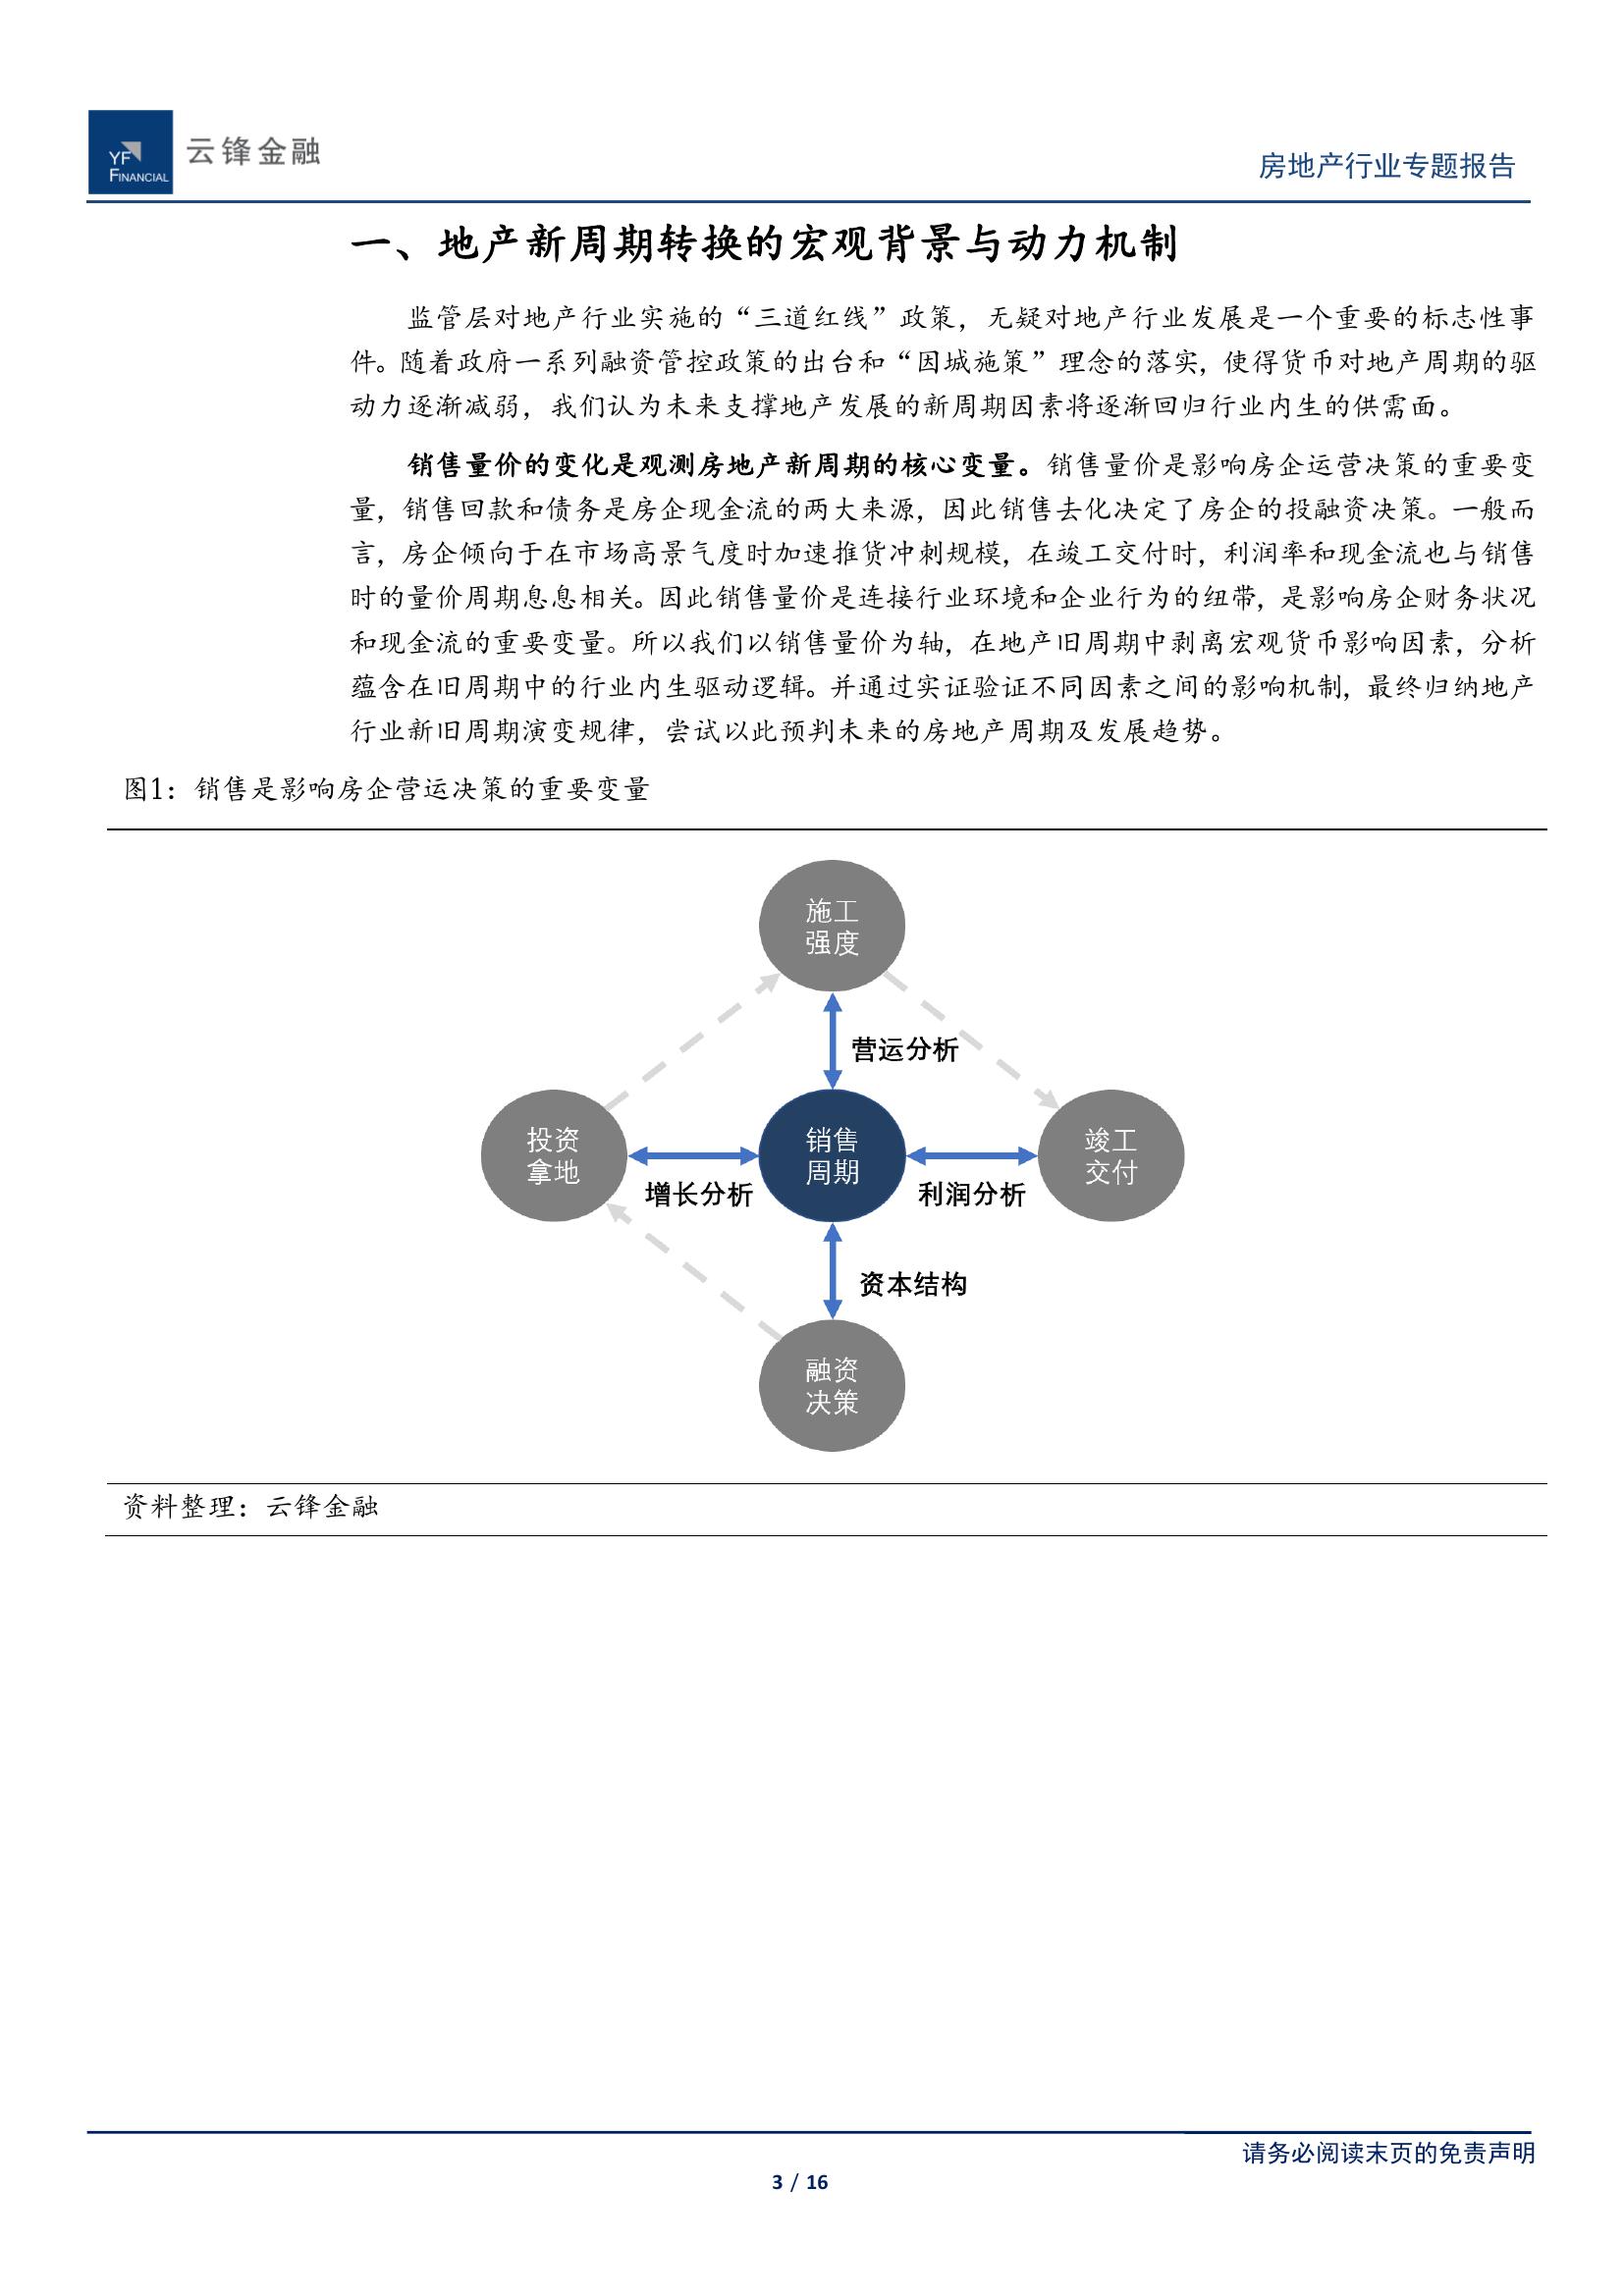 YF
FINANCIAL
云锋金融
房地产行业专题报告
一、地产新周期转换的宏观背景与动力机制
监管层对地产行业实施的“三道红线”政策，无疑对地产行业发展是一个重要的标志性事
件。随着政府一系列融资管控政策的出台和“因城施策”理念的落实，使得货币对地产周期的驱
动力逐渐减弱，我们认为未来支撑地产发展的新周期因素将逐渐回归行业内生的供需面。
销售量价的变化是观测房地产新周期的核心变量。销售量价是影响房企运营决策的重要变
量，销售回款和债务是房企现金流的两大来源，因此销售去化决定了房企的投融资决策。一般而
言，房企倾向于在市场高景气度时加速推货冲刺规模，在竣工交付时，利润率和现金流也与销售
时的量价周期息息相关。因此销售量价是连接行业环境和企业行为的纽带，是影响房企财务状况
和现金流的重要变量。所以我们以销售量价为轴，在地产旧周期中剥离宏观货币影响因素，分析
蕴含在旧周期中的行业内生驱动逻辑。并通过实证验证不同因素之间的影响机制，最终归纳地产
行业新旧周期演变规律，尝试以此预判未来的房地产周期及发展趋势。
图1：销售是影响房企营运决策的重要变量
施工
强度
营运分析
投资
拿地
增长分析
销售
周期
利润分析
竣工
交付
资本结构
融资
决策
资料整理：云锋金融
请务必阅读末页的免责声明
3 / 16